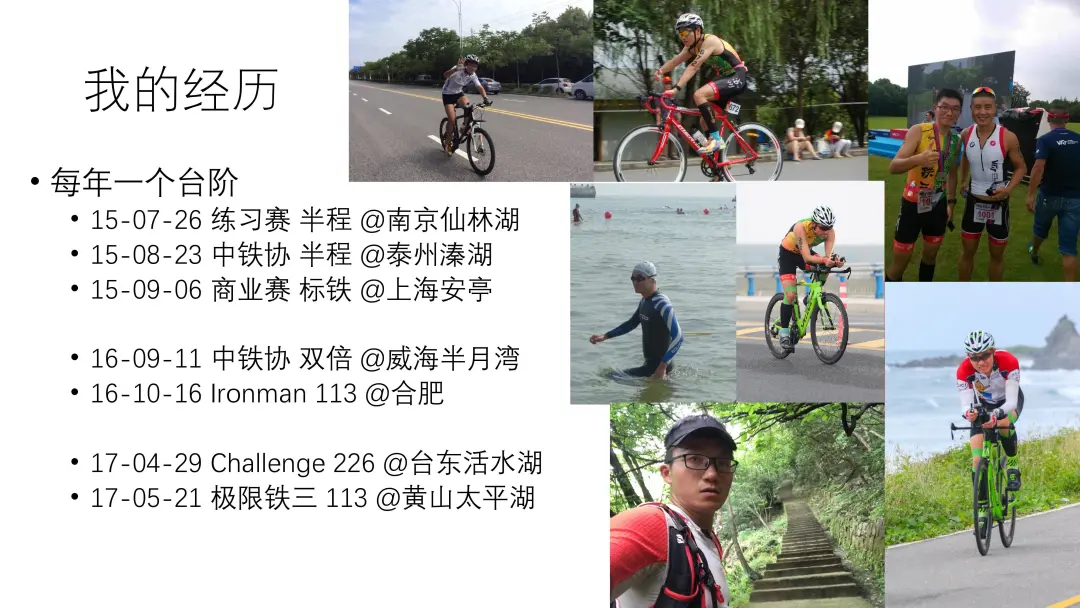 我的经历
• 每年一个台阶
• 15-07-26 练习赛 半程 @南京仙林湖
• 15-08-23 中铁协 半程 @泰州溱湖
• 15-09-06 商业赛 标铁 @上海安亭
• 16-09-11 中铁协 双倍 @威海半月湾
• 16-10-16 Ironman 113 @合肥
• 17-04-29 Challenge 226 @台东活水湖
• 17-05-21 极限铁三 113 @黄山太平湖
672
1001